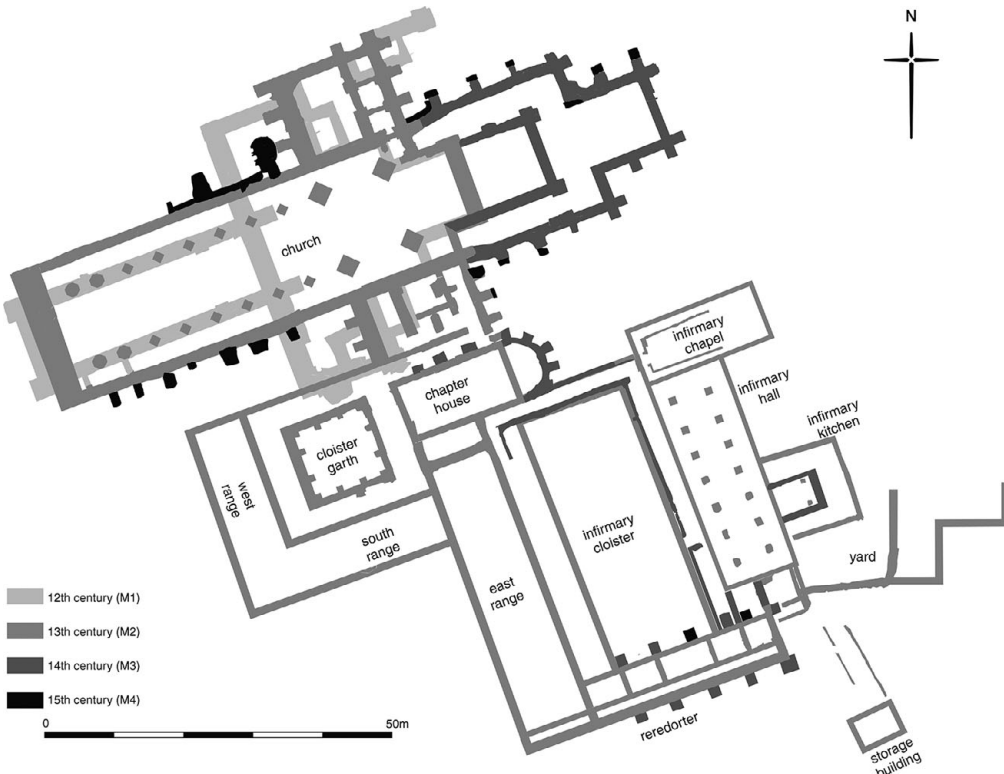 N
church
infirmary
chapel
infirmary
hall
infirmary
kitchen
chapter
house
cloister
garth
west
range
south
range
infirmary
cloister
east
range
yard
reredorter
storage
building
12th century (M1)
13th century (M2)
14th century (M3)
15th century (M4)
0
50m